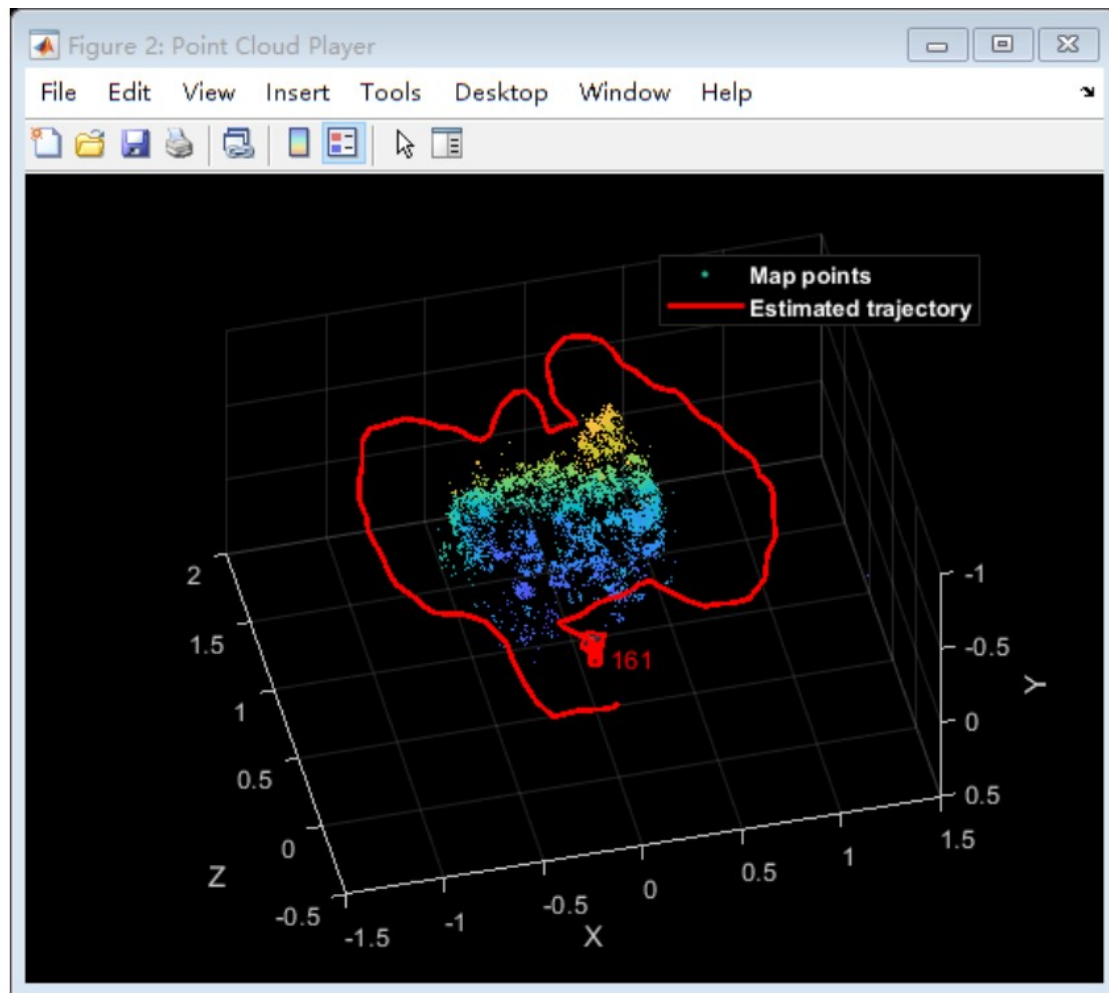 Figure 2: Point Cloud Player
File Edit View Insert Tools Desktop Window Help
Map points
Estimated trajectory
161
2
1.5
1
0.5
0
-0.5
Z
-1.5
-1
-0.5
0
0.5
1
1.5
X
-1
-0.5
0
0.5
Y